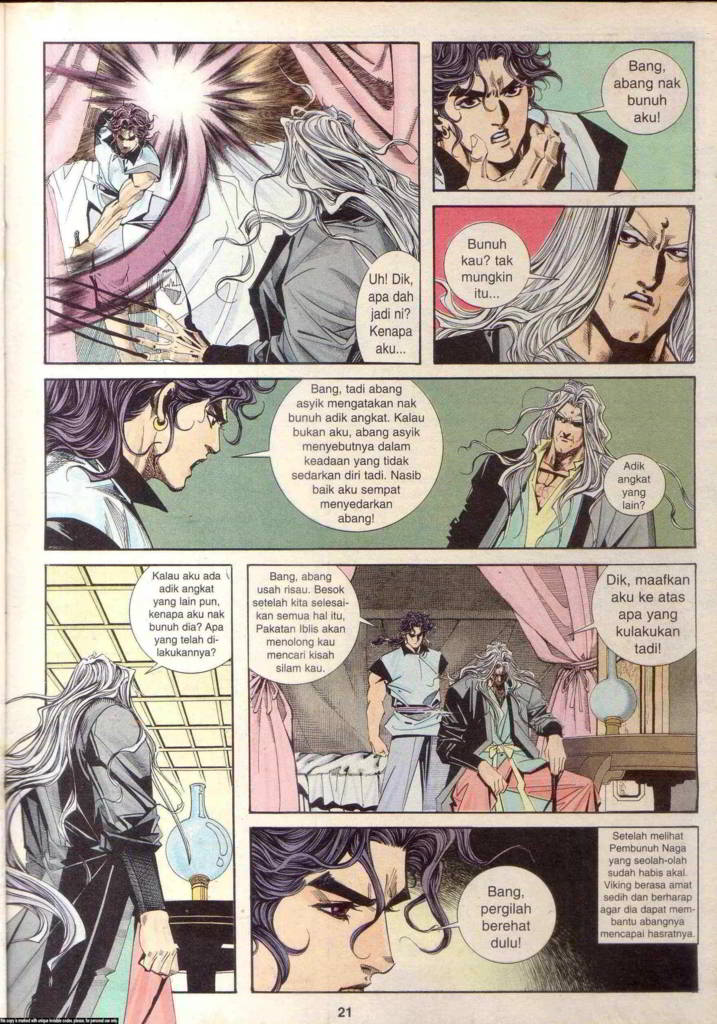 Uh! Dik,
apa dah
jadi ni?
Kenapa
aku...
Bang,
abang nak
bunuh
aku!
Bunuh
kau? tak
mungkin
itu...
Bang, tadi abang
asyik mengatakan nak
bunuh adik angkat. Kalau
bukan aku, abang asyik
menyebutnya dalam
keadaan yang tidak
sedarkan diri tadi. Nasib
baik aku sempat
menyedarkan
abang!
Adik
angkat
yang
lain?
Kalau aku ada
adik angkat
yang lain pun,
kenapa aku nak
bunuh dia? Apa
yang telah di-
lakukannya?
Bang, abang
usah risau. Besok
setelah kita selesai-
kan semua hal itu,
Pakatan Iblis akan
menolong kau
mencari kisah
silam kau.
Dik, maafkan
aku ke atas
apa yang
kulakukan
tadi!
Bang,
pergilah
berehat
dulu!
Setelah melihat
Pembunuh Naga
yang seolah-olah
sudah habis akal.
Viking berasa amat
sedih dan berharap
agar dia dapat mem-
bantu abangnya
mencapai hasratnya.
21